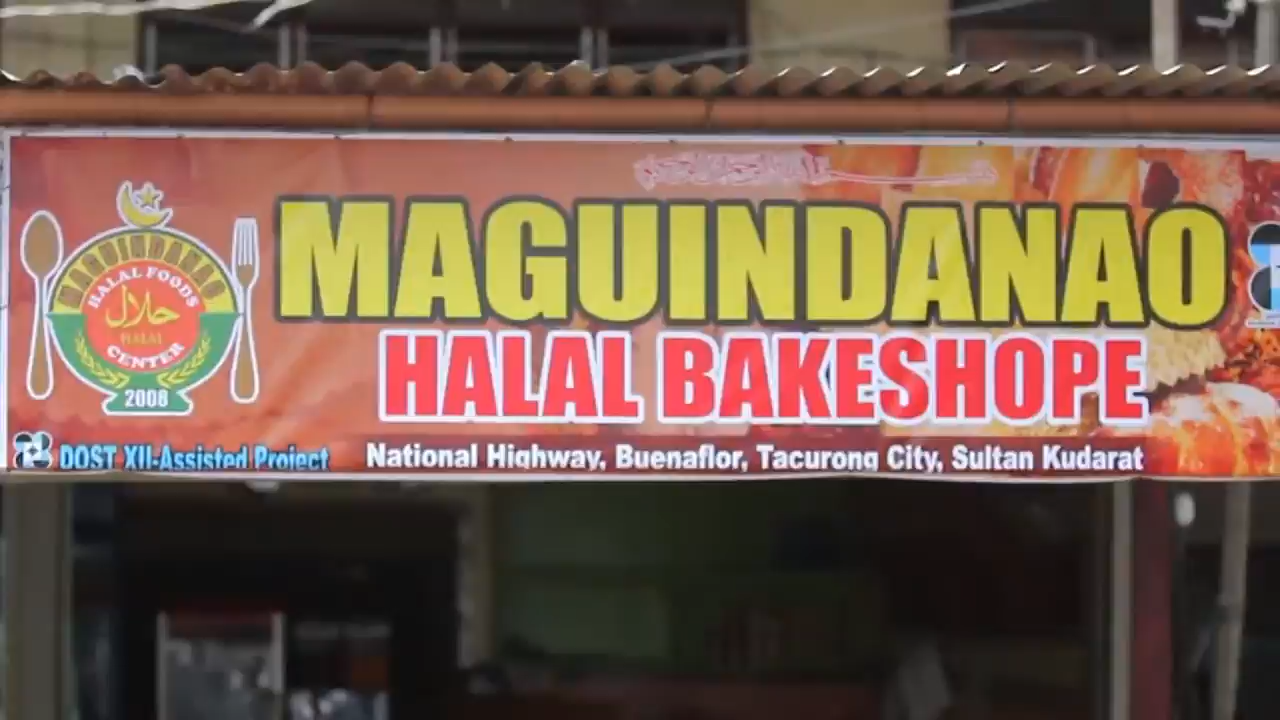 MAGUINDANAO
HALAL FOODS
حلال
HALAL
CENTER
2008
MAGUINDANAO
HALAL BAKESHOPE
DOST XII-Assisted Project
National Highway, Buenaflor, Tacurong City, Sultan Kudarat